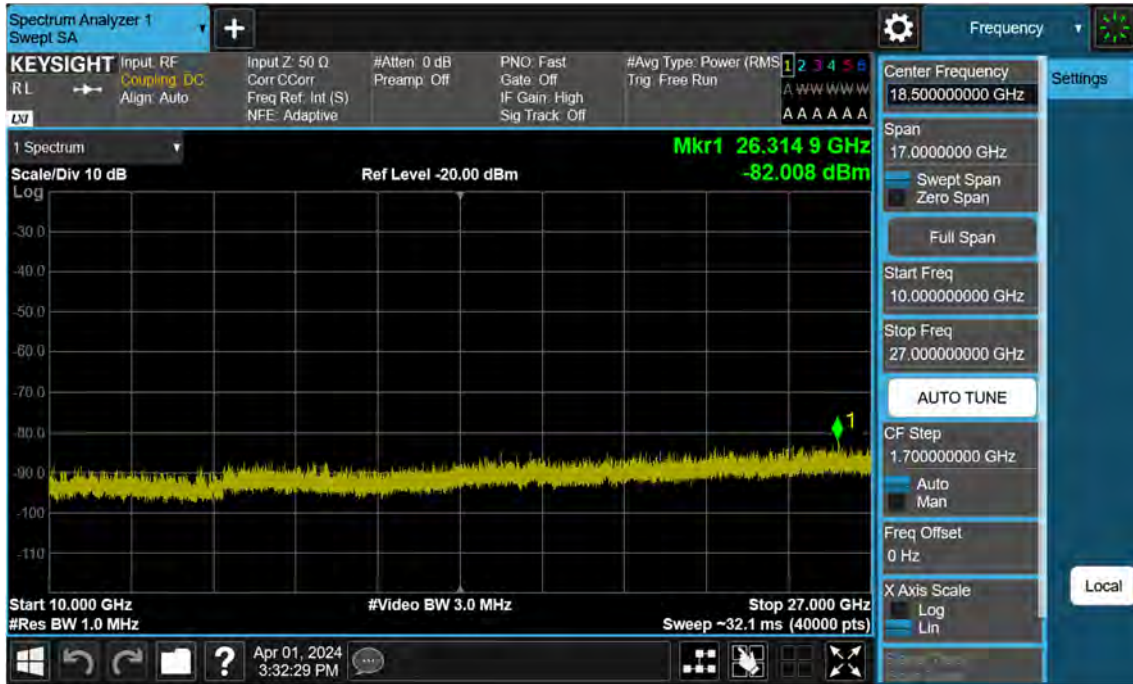 Spectrum Analyzer 1
Swept SA
Frequency
KEYSIGHT
RL
LXI
Input: RF
Coupling: DC
Align: Auto
Input Z: 50 Ω
Corr CCorr
Freq Ref: Int (S)
NFE: Adaptive
#Atten: 0 dB
Preamp: Off
PNO: Fast
Gate: Off
IF Gain: High
Sig Track: Off
#Avg Type: Power (RMS
Trig: Free Run
1 2 3 4 5 6
A W W W W W
A A A A A A
1 Spectrum
Scale/Div 10 dB
Ref Level -20.00 dBm
Mkr1 26.314 9 GHz
-82.008 dBm
Log
-30.0
-40.0
-50.0
-60.0
-70.0
-80.0
-90.0
-100
-110
1
Start 10.000 GHz
#Res BW 1.0 MHz
#Video BW 3.0 MHz
Stop 27.000 GHz
Sweep ~32.1 ms (40000 pts)
Center Frequency
18.500000000 GHz
Settings
Span
17.0000000 GHz
Swept Span
Zero Span
Full Span
Start Freq
10.000000000 GHz
Stop Freq
27.000000000 GHz
AUTO TUNE
CF Step
1.700000000 GHz
Auto
Man
Freq Offset
0 Hz
X Axis Scale
Log
Lin
Local
?
Apr 01, 2024
3:32:29 PM